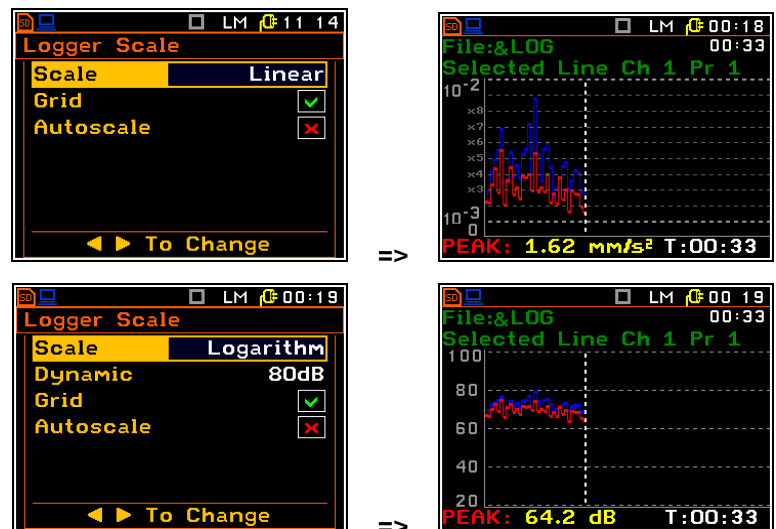 SD LM 11 14
Logger Scale
Scale Linear
Grid
Autoscale
◄ ► To Change
=>
SD LM 00:18
File:&LOG 00:33
Selected Line Ch 1 Pr 1
10-2
x8
x7
x6
x5
x4
x3
10-3
0
PEAK: 1.62 mm/s² T:00:33
SD LM 00:19
Logger Scale
Scale Logarithm
Dynamic 80dB
Grid
Autoscale
◄ ► To Change
=>
SD LM 00 19
File:&LOG 00:33
Selected Line Ch 1 Pr 1
100
80
60
40
20
PEAK: 64.2 dB T:00:33